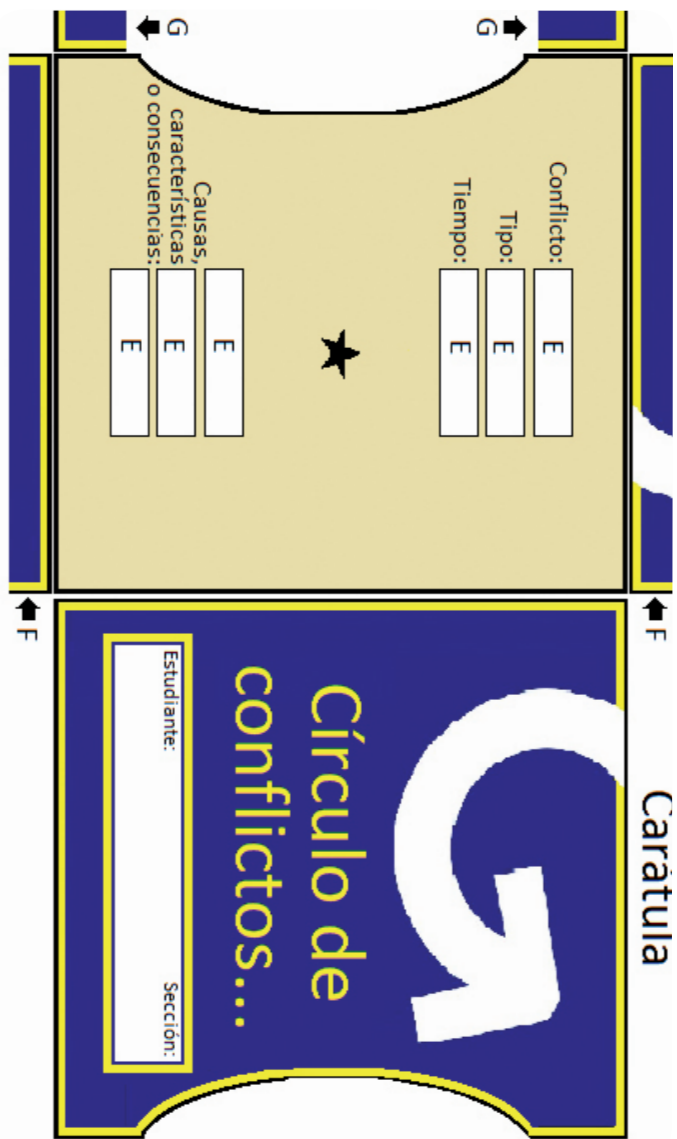 Carátula
F
G
Conflicto: E
Tipo: E
Tiempo: E
Causas, E
características E
o consecuencias: E
G
F
Círculo de
conflictos...
Estudiante: Sección: